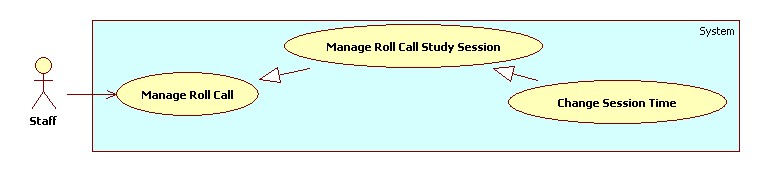 System
Manage Roll Call Study Session
Manage Roll Call
Change Session Time
Staff